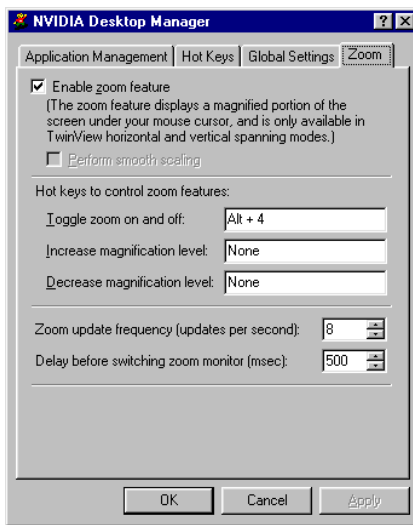 NVIDIA Desktop Manager
Application Management Hot Keys Global Settings Zoom
Enable zoom feature
(The zoom feature displays a magnified portion of the
screen under your mouse cursor, and is only available in
TwinView horizontal and vertical spanning modes.)
Perform smooth scaling
Hot keys to control zoom features:
Toggle zoom on and off: Alt + 4
Increase magnification level: None
Decrease magnification level: None
Zoom update frequency (updates per second): 8
Delay before switching zoom monitor (msec): 500
OK Cancel Apply